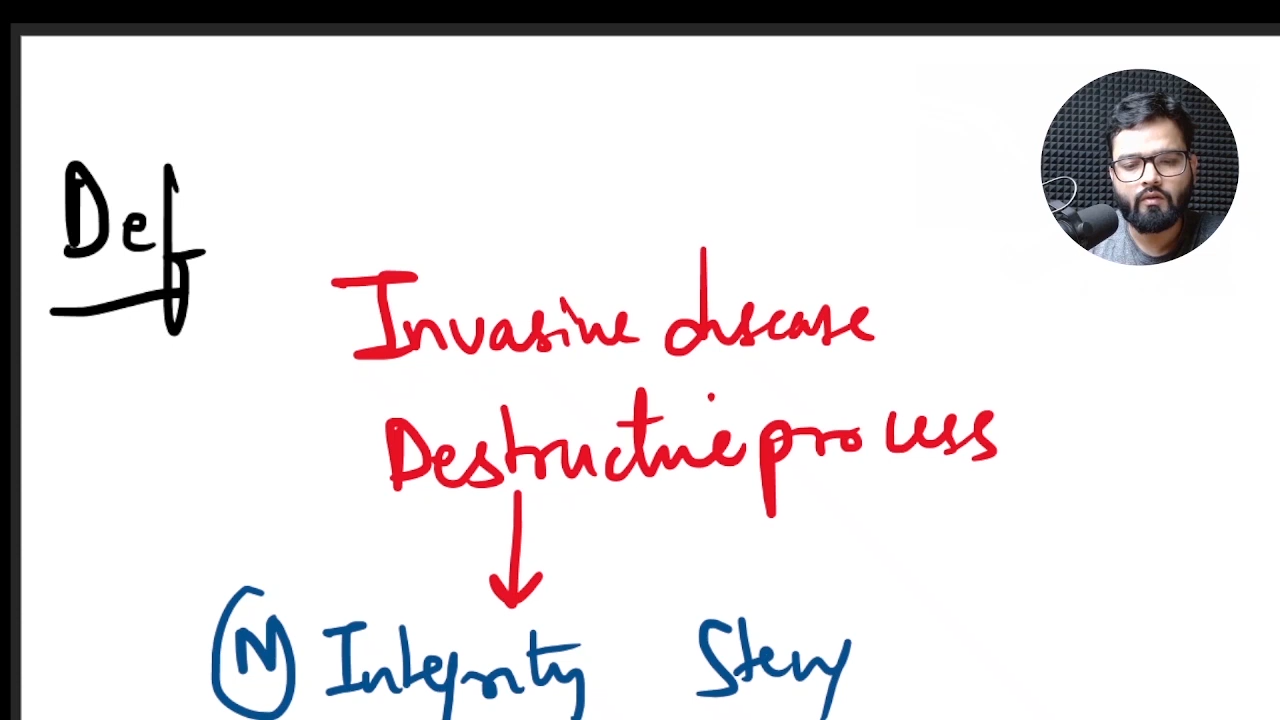 Def
Invasive disease
Destructive process
N Integrity